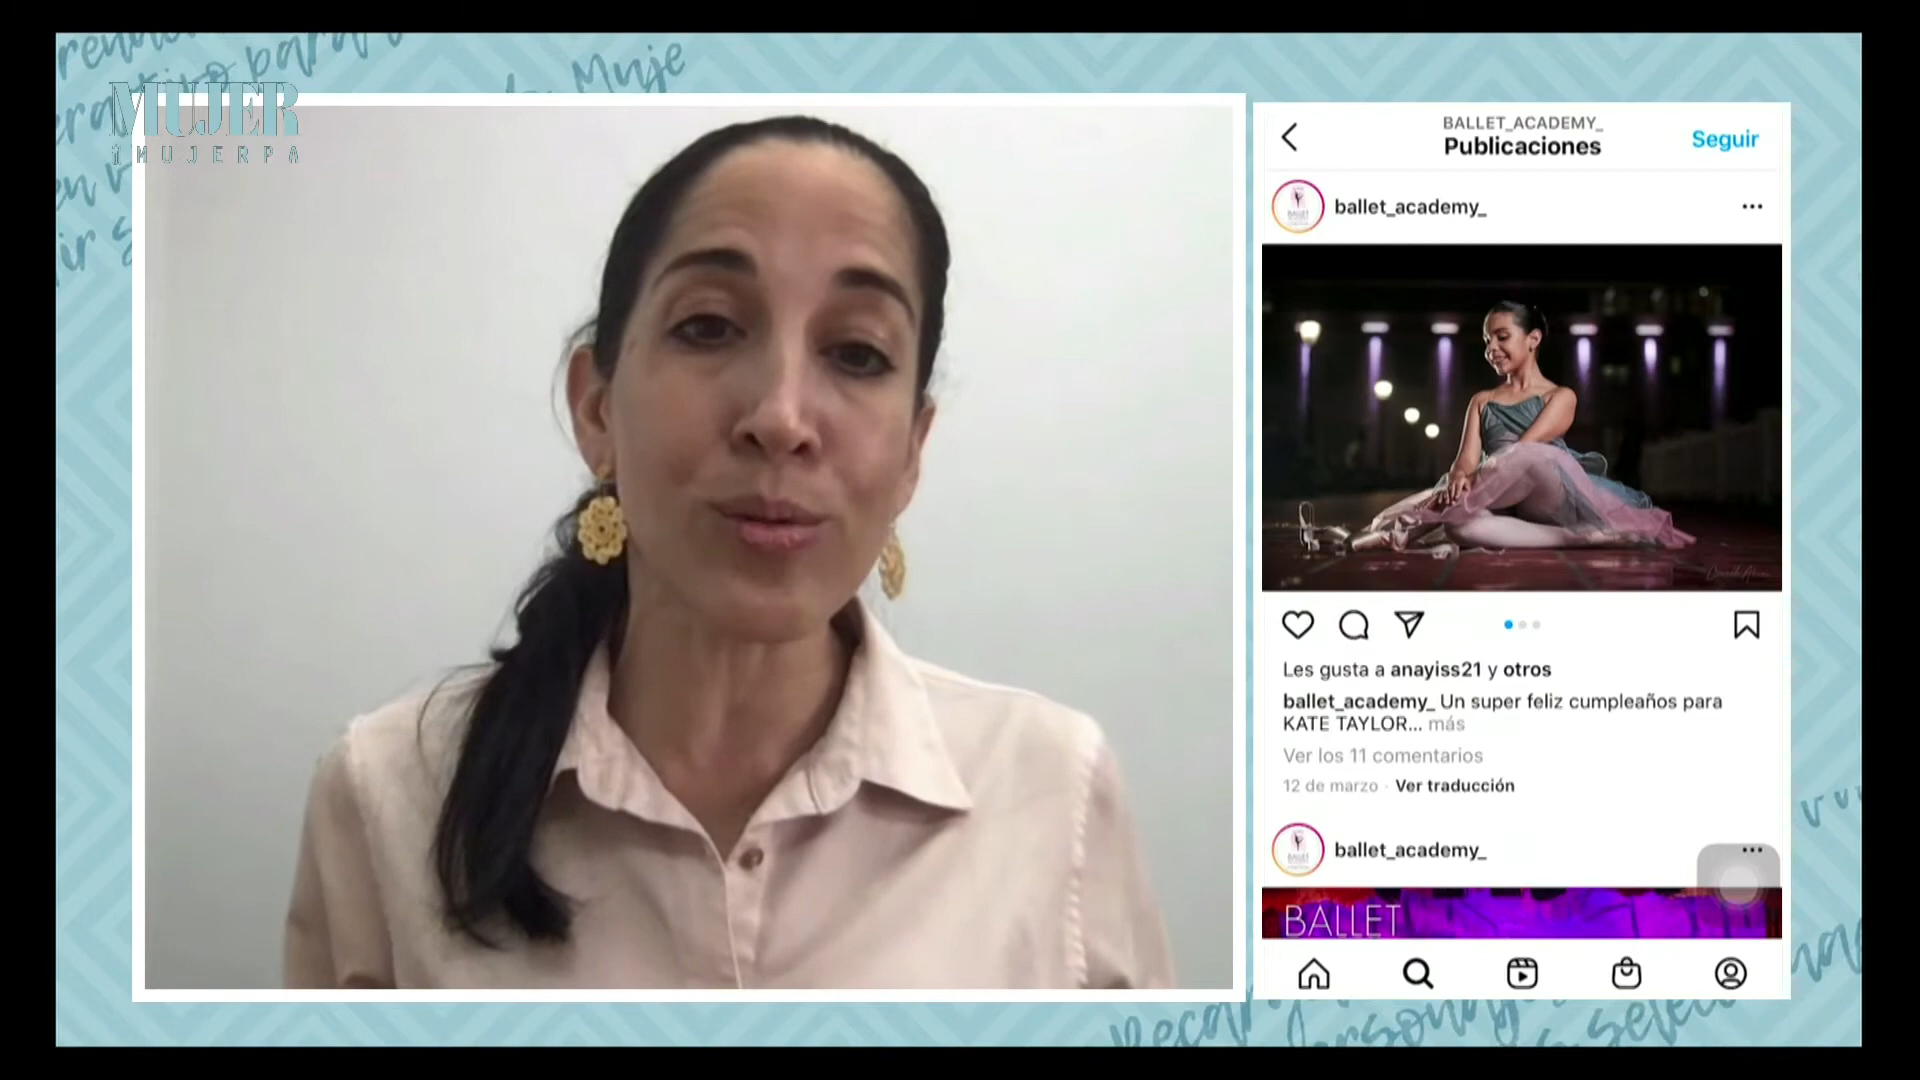 MUJER
@MUJERPA
Muje
BALLET_ACADEMY_
Publicaciones
Seguir
ballet_academy_
Les gusta a anayiss21 y otros
ballet_academy_ Un super feliz cumpleaños para
KATE TAYLOR... más
Ver los 11 comentarios
12 de marzo · Ver traducción
ballet_academy_
BALLET